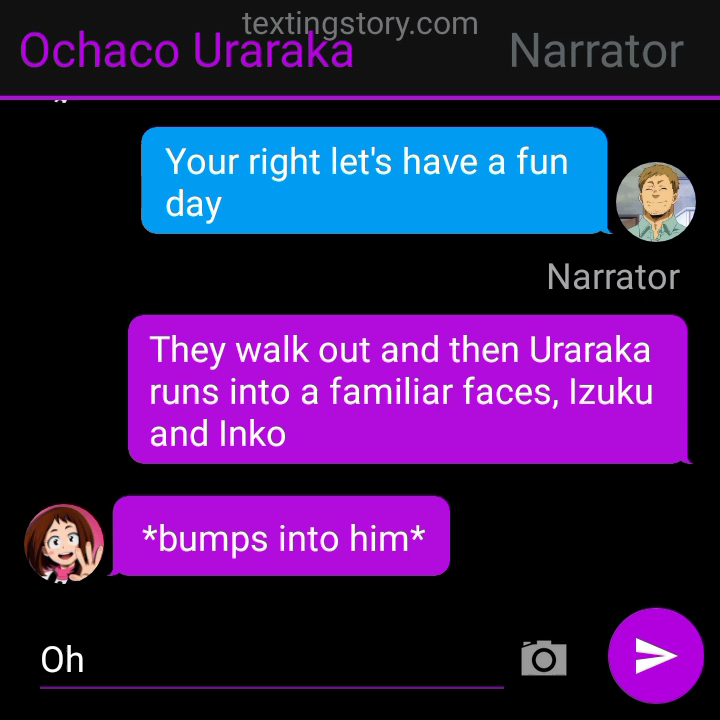 textingstory.com
Ochaco Uraraka
Narrator
Your right let's have a fun
day
Narrator
They walk out and then Uraraka
runs into a familiar faces, Izuku
and Inko
*bumps into him*
Oh